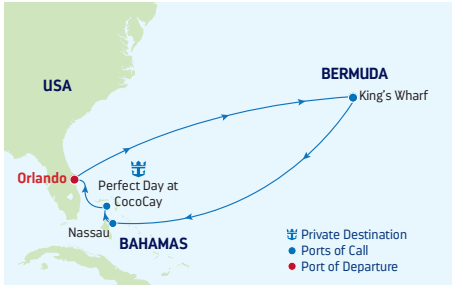 USA
BERMUDA
King's Wharf
Orlando
Perfect Day at
CocoCay
Nassau
BAHAMAS
Private Destination
Ports of Call
Port of Departure